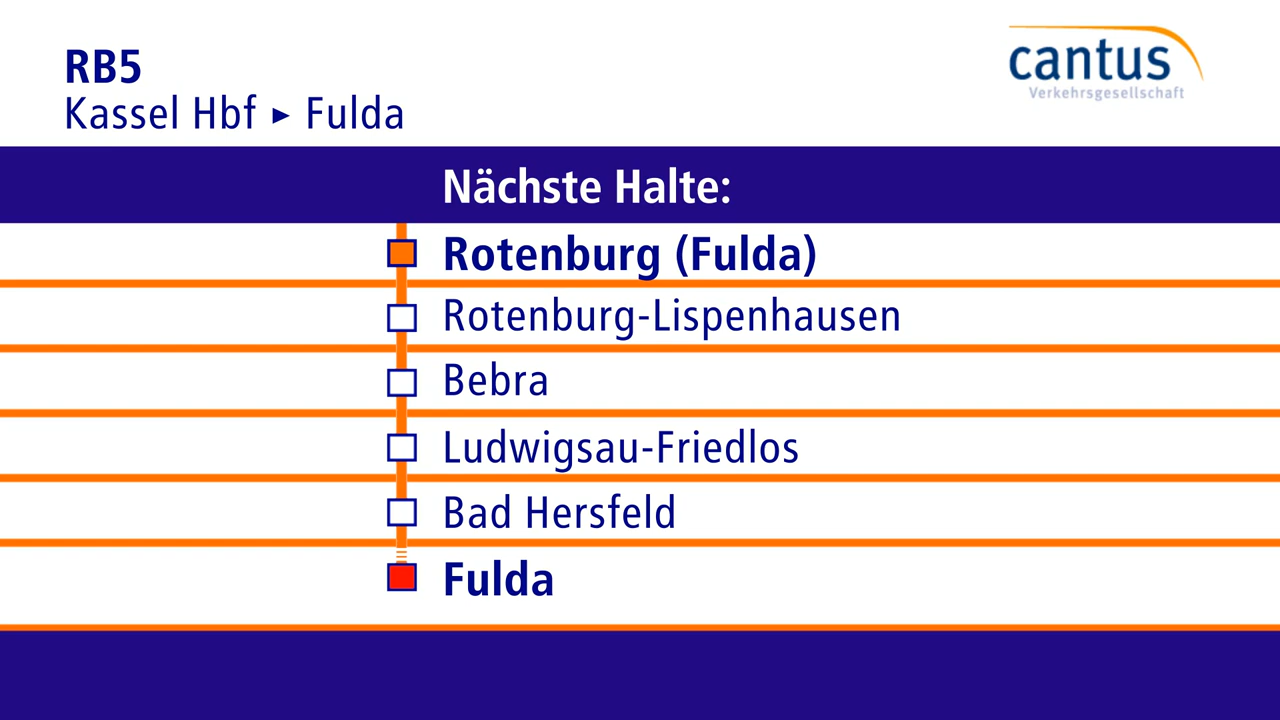 RB5
Kassel Hbf ► Fulda
cantus
Verkehrsgesellschaft
Nächste Halte:
Rotenburg (Fulda)
Rotenburg-Lispenhausen
Bebra
Ludwigsau-Friedlos
Bad Hersfeld
Fulda